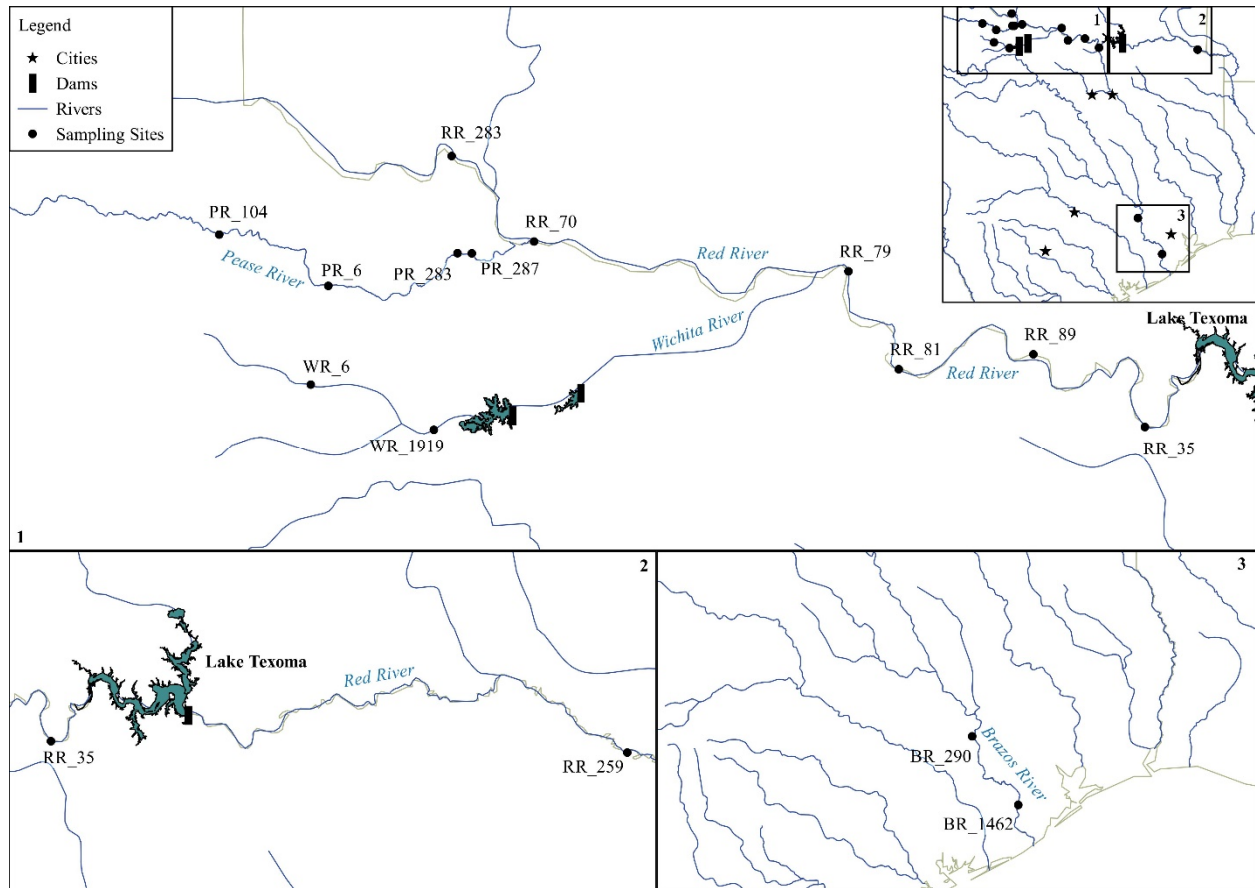 Legend
Cities
Dams
Rivers
Sampling Sites
1
2
3
RR_283
PR_104
RR_70
Pease River
PR_6
PR_283
PR_287
Red River
RR_79
Wichita River
Lake Texoma
WR_6
RR_81
Red River
RR_89
WR_1919
RR_35
1
2
Lake Texoma
Red River
RR_35
RR_259
3
BR_290
Brazos River
BR_1462